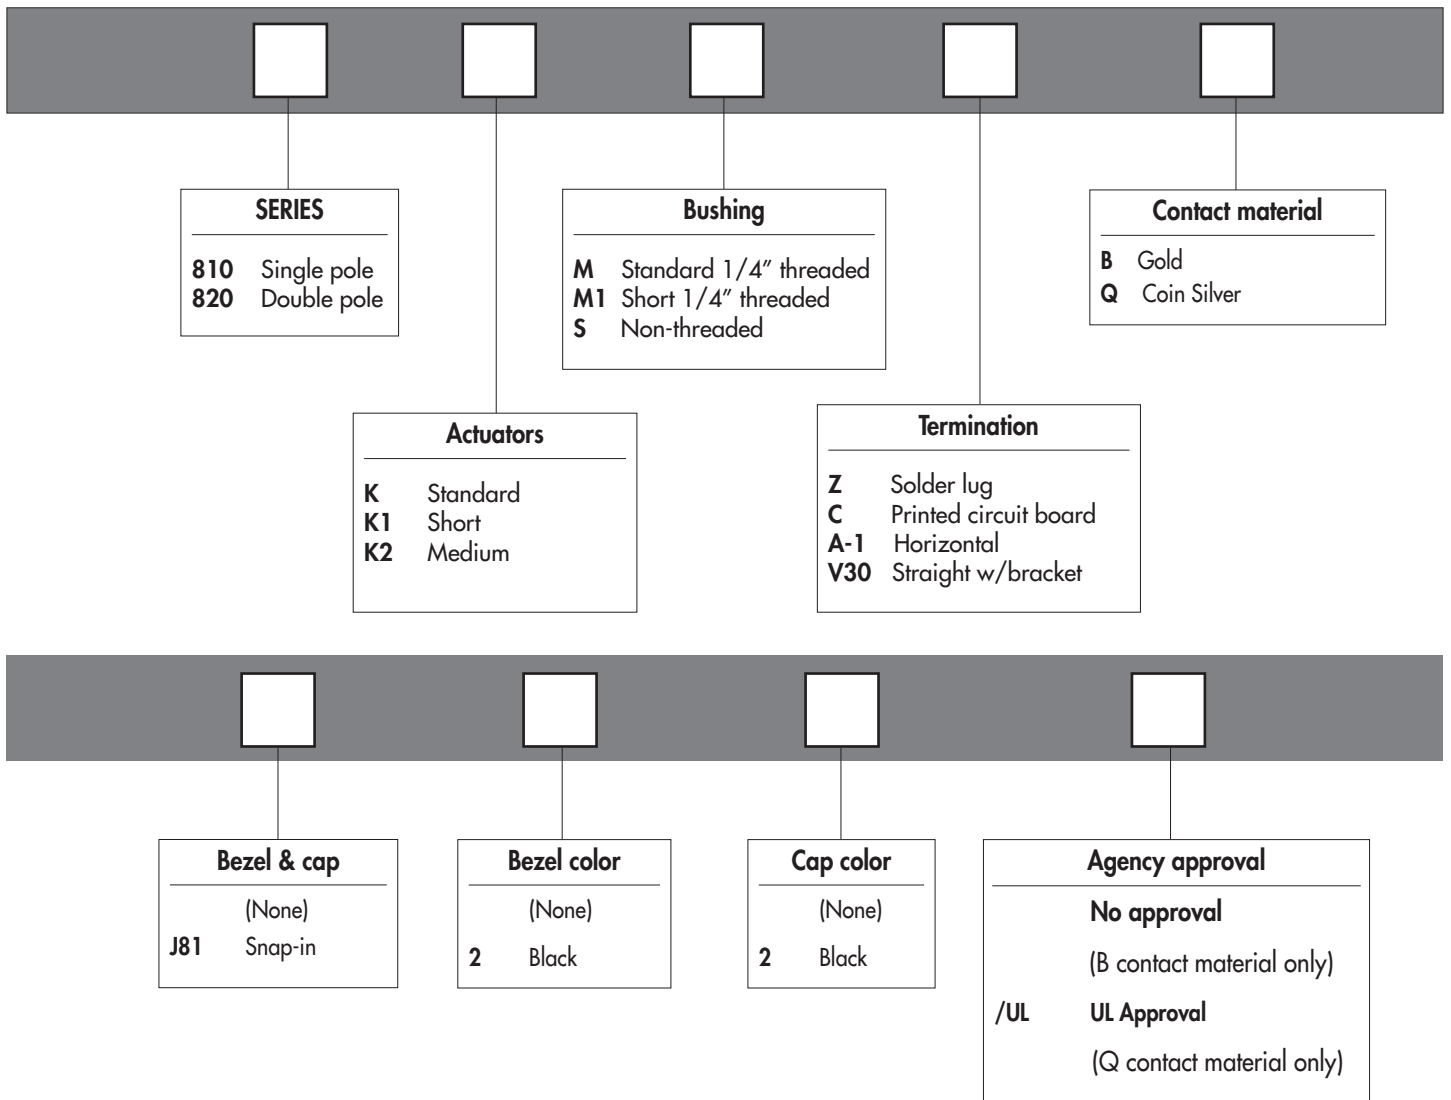 SERIES
810 Single pole
820 Double pole
Bushing
M Standard 1/4" threaded
M1 Short 1/4" threaded
S Non-threaded
Contact material
B Gold
Q Coin Silver
Actuators
K Standard
K1 Short
K2 Medium
Termination
Z Solder lug
C Printed circuit board
A-1 Horizontal
V30 Straight w/bracket
Bezel & cap
(None)
J81 Snap-in
Bezel color
(None)
2 Black
Cap color
(None)
2 Black
Agency approval
No approval
(B contact material only)
/UL UL Approval
(Q contact material only)